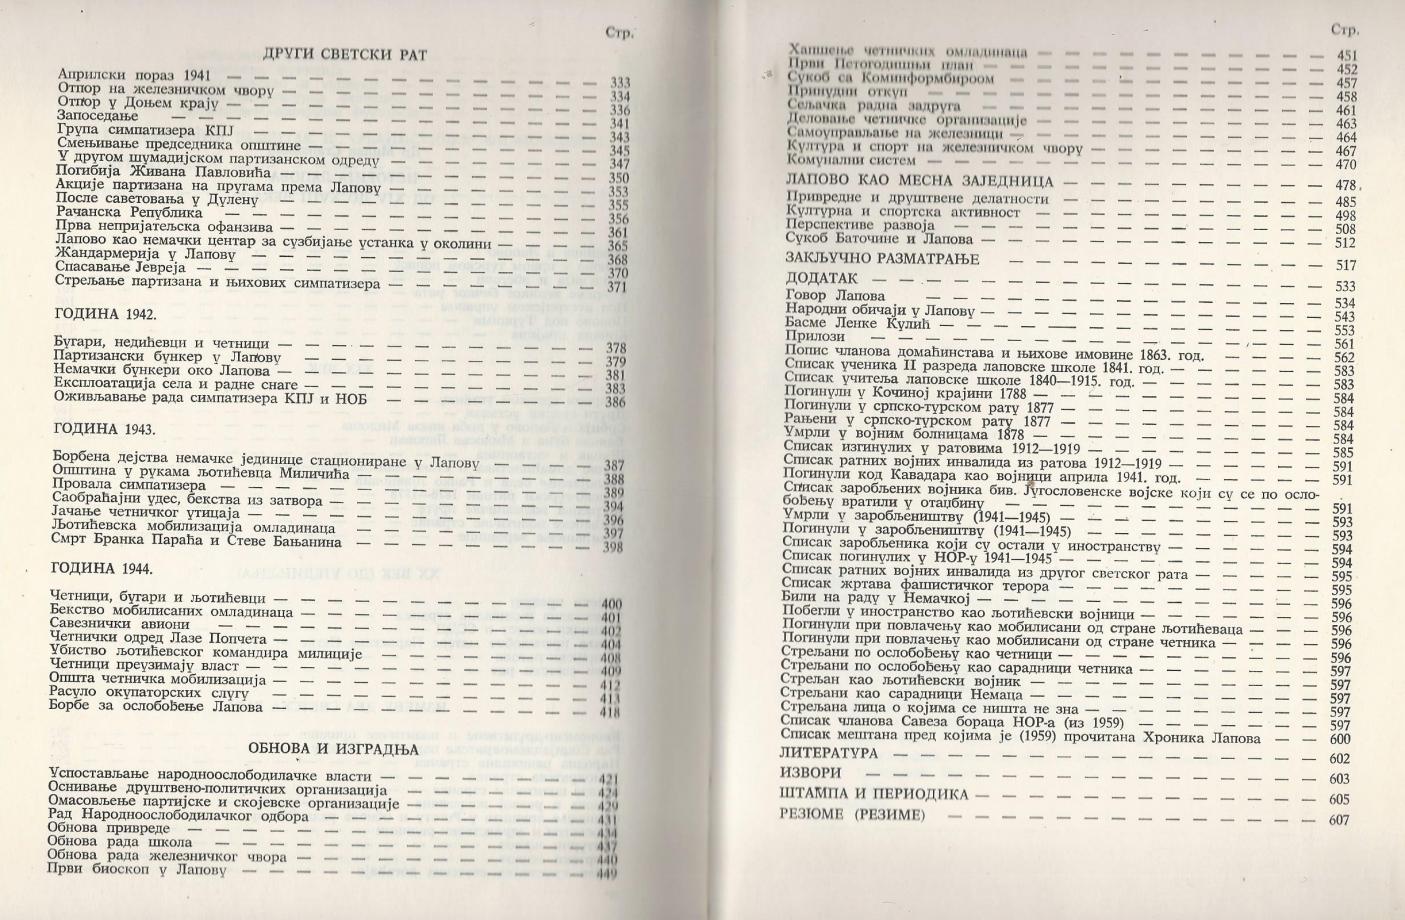 Стр.
ДРУГИ СВЕТСКИ РАТ
Априлски пораз 1941 — 333
Отпор на железничком чвору — 334
Отпор у Доњем крају — 336
Запоседање — 341
Група симпатизера КПЈ — 343
Смењивање председника општине — 345
У другом шумадијском партизанском одреду — 347
Погибија Живана Павловића — 350
Акције партизана на пругама према Лапову — 353
После саветовања у Дулену — 355
Рачанска Република — 356
Прва непријатељска офанзива — 361
Лапово као немачки центар за сузбијање устанка у околини — 365
Жандармерија у Лапову — 368
Спасавање Јевреја — 370
Стрељање партизана и њихових симпатизера — 371
ГОДИНА 1942.
Бугари, недићевци и четници — 378
Партизански бункер у Лапову — 379
Немачки бункери око Лапова — 381
Експлоатација села и радне снаге — 383
Оживљавање рада симпатизера КПЈ и НОБ — 386
ГОДИНА 1943.
Борбена дејства немачке јединице стациониране у Лапову — 387
Општина у рукама љотићевца Миличића — 388
Провала симпатизера — 389
Саобраћајни удес, бекства из затвора — 394
Јачање четничког утицаја — 396
Љотићевска мобилизација омладинаца — 397
Смрт Бранка Параћа и Стеве Бањанина — 398
ГОДИНА 1944.
Четници, бугари и љотићевци — 400
Бекство мобилисаних омладинаца — 401
Савезнички авиони — 402
Четнички одред Лазе Попчета — 404
Убиство љотићевског командира милиције — 408
Четници преузимају власт — 409
Општа четничка мобилизација — 412
Расуло окупаторских слугу — 413
Борбе за ослобођење Лапова — 418
ОБНОВА И ИЗГРАДЊА
Успостављање народноослободилачке власти — 421
Оснивање друштвено-политичких организација — 424
Омасовљење партијске и скојевске организације — 429
Рад Народноослободилачког одбора — 431
Обнова привреде — 434
Обнова рада школа — 437
Обнова рада железничког чвора — 440
Први биоскоп у Лапову — 449
Стр.
Хапшење четничких омладинаца — 451
Први Петогодишњи план — 452
Сукоб са Коминформбироом — 457
Принудни откуп — 458
Сељачка радна задруга — 461
Деловање четничке организације — 463
Самоуправљање на железници — 464
Култура и спорт на железничком чвору — 467
Комунални систем — 470
ЛАПОВО КАО МЕСНА ЗАЈЕДНИЦА — 478
Привредне и друштвене делатности — 485
Културна и спортска активност — 498
Перспективе развоја — 508
Сукоб Баточине и Лапова — 512
ЗАКЉУЧНО РАЗМАТРАЊЕ — 517
ДОДАТАК — 533
Говор Лапова — 534
Народни обичаји у Лапову — 543
Басме Ленке Кулић — 553
Прилози — 561
Попис чланова домаћинстава и њихове имовине 1863. год. 562
Списак ученика II разреда лаповске школе 1841. год. — 583
Списак учитеља лаповске школе 1840—1915. год. — 583
Погинули у Кочиној крајини 1788 — 584
Погинули у српско-турском рату 1877 — 584
Рањени у српско-турском рату 1877 — 584
Умрли у војним болницама 1878 — 584
Списак изгинулих у ратовима 1912—1919 — 585
Списак ратних војних инвалида из ратова 1912—1919 — 591
Погинули код Кавадара као војници априла 1941. год. — 591
Списак заробљених војника бив. Југословенске војске који су се по осло-
бођењу вратили у отаџбину — 591
Умрли у заробљеништву (1941—1945) — 593
Погинули у заробљеништву (1941—1945) — 593
Списак заробљеника који су остали у иностранству — 594
Списак погинулих у НОР-у 1941—1945 — 594
Списак ратних војних инвалида из другог светског рата — 595
Списак жртава фашистичког терора — 595
Били на раду у Немачкој — 596
Побегли у иностранство као љотићевски војници — 596
Погинули при повлачењу као мобилисани од стране љотићеваца — 596
Погинули при повлачењу као мобилисани од стране четника — 596
Стрељани по ослобођењу као четници — 596
Стрељани по ослобођењу као сарадници четника — 597
Стрељан као љотићевски војник — 597
Стрељани као сарадници Немаца — 597
Стрељана лица о којима се ништа не зна — 597
Списак чланова Савеза бораца НОР-а (из 1959) — 597
Списак мештана пред којима је (1959) прочитана Хроника Лапова — 600
ЛИТЕРАТУРА — 602
ИЗВОРИ — 603
ШТАМПА И ПЕРИОДИКА — 605
РЕЗЮМЕ (РЕЗИМЕ) — 607